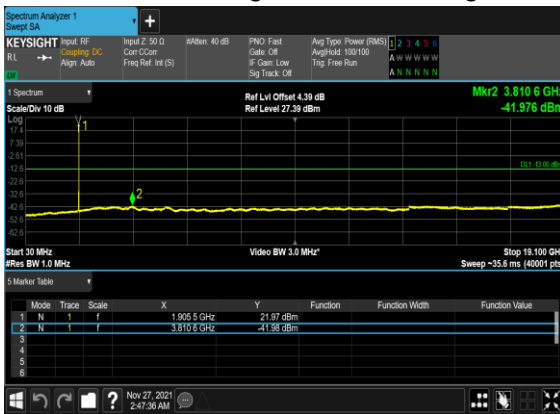 Spectrum Analyzer 1
Swept SA
+
KEYSIGHT Input: RF Input Z: 50 Ω #Atten: 40 dB PNO: Fast Avg Type: Power (RMS) 1 2 3 4 5 6
RL Coupling: DC Corr CCorr Gate: Off Avg|Hold: 100/100 A W W W W W
Align: Auto Freq Ref: Int (S) IF Gain: Low Trig: Free Run
LV Sig Track: Off A N N N N N
1 Spectrum Ref Lvl Offset 4.39 dB Mkr2 3.810 6 GHz
Scale/Div 10 dB Ref Level 27.39 dBm -41.976 dBm
Log
17.4
7.39
-2.61
-12.6
-22.6
-32.6
-42.6
-52.6
-62.6
1
2
DL1 -13.00 dBm
Start 30 MHz Video BW 3.0 MHz* Stop 19.100 GHz
#Res BW 1.0 MHz Sweep ~35.6 ms (40001 pts)
5 Marker Table
Mode Trace Scale X Y Function Function Width Function Value
1 N 1 f 1.905 5 GHz 21.97 dBm
2 N 1 f 3.810 6 GHz -41.98 dBm
3
4
5
6
? Nov 27, 2021
2:47:36 AM